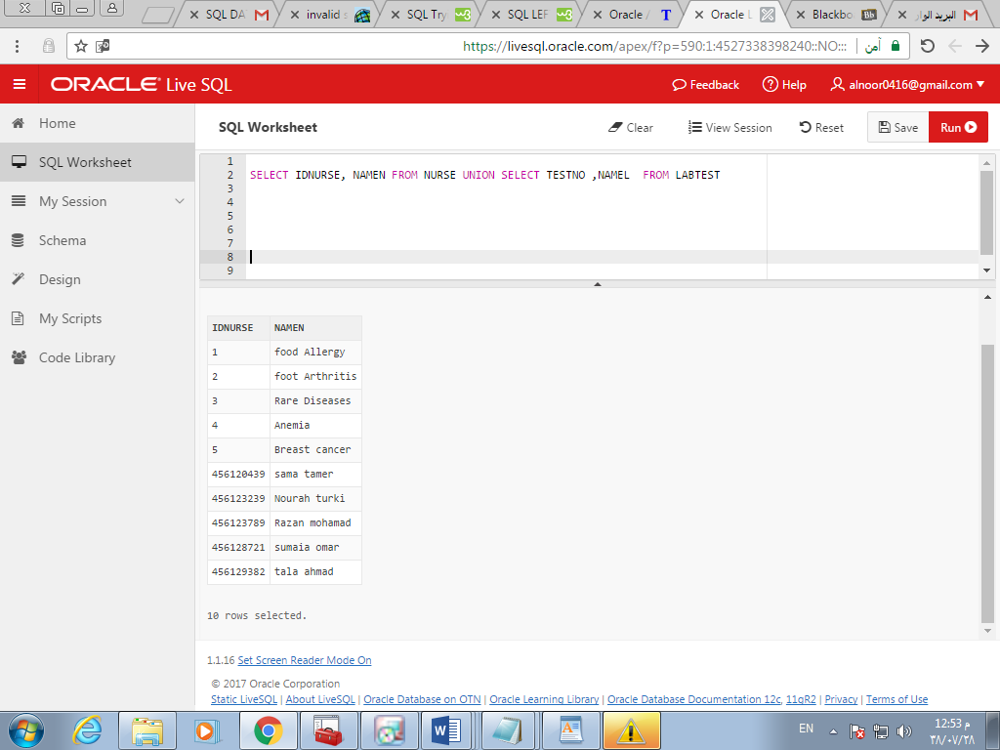 SQL DA
invalid s
SQL Try
w3
SQL LEF
w3
Oracle /
T
Oracle L
Blackbo
Bb
البريد الوار
https://livesql.oracle.com/apex/f?p=590:1:4527338398240::NO:::
آمن
ORACLE Live SQL
Feedback
Help
alnoor0416@gmail.com
Home
SQL Worksheet
My Session
Schema
Design
My Scripts
Code Library
SQL Worksheet
Clear
View Session
Reset
Save
Run
1
2 SELECT IDNURSE, NAMEN FROM NURSE UNION SELECT TESTNO ,NAMEL  FROM LABTEST
3
4
5
6
7
8
9
IDNURSE NAMEN
1 food Allergy
2 foot Arthritis
3 Rare Diseases
4 Anemia
5 Breast cancer
456120439 sama tamer
456123239 Nourah turki
456123789 Razan mohamad
456128721 sumaia omar
456129382 tala ahmad
10 rows selected.
1.1.16 Set Screen Reader Mode On
© 2017 Oracle Corporation
Static LiveSQL | About LiveSQL | Oracle Database on OTN | Oracle Learning Library | Oracle Database Documentation 12c, 11gR2 | Privacy | Terms of Use
EN
12:53 م
٣٨/٠٧/٢٨